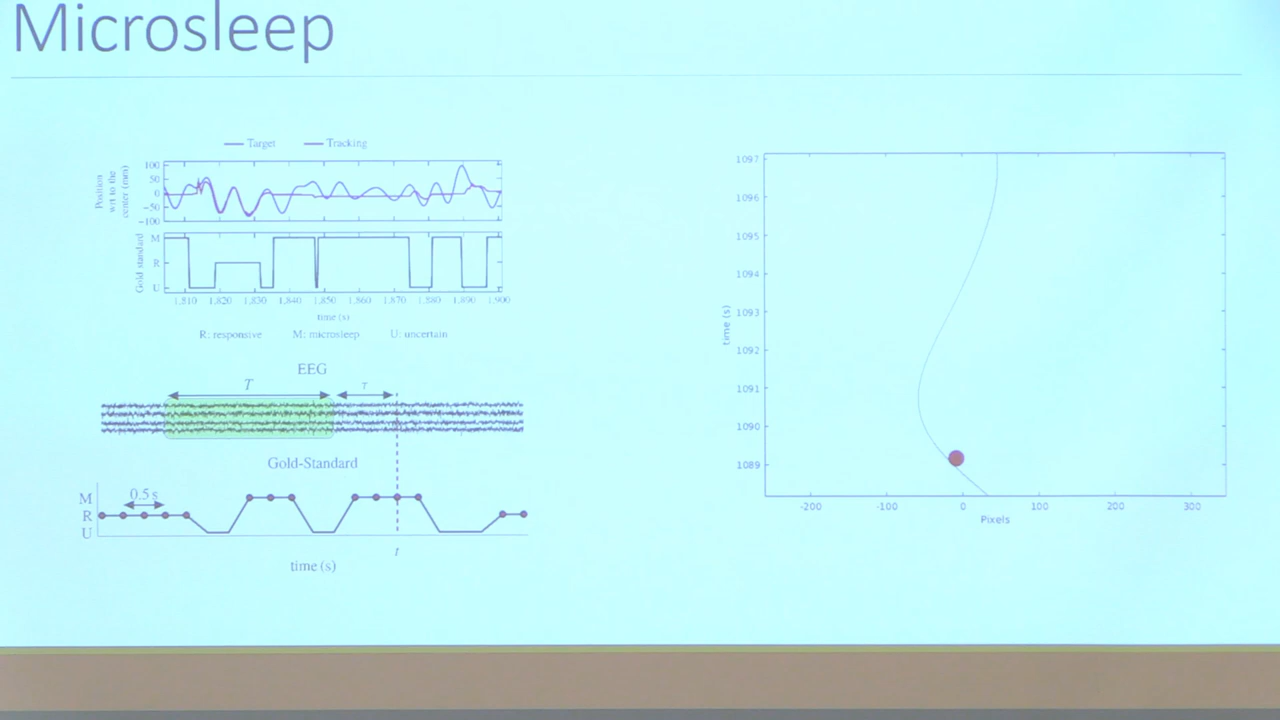 Microsleep
Target Tracking
Position
wrt to the
center (mm)
100
50
0
−50
−100
Gold standard
M
R
U
1,810 1,820 1,830 1,840 1,850 1,860 1,870 1,880 1,890 1,900
time (s)
R: responsive M: microsleep U: uncertain
EEG
T τ
Gold-Standard
0.5 s
M
R
U
t
time (s)
1097
1096
1095
1094
1093
1092
1091
1090
1089
time (s)
-200 -100 0 100 200 300
Pixels